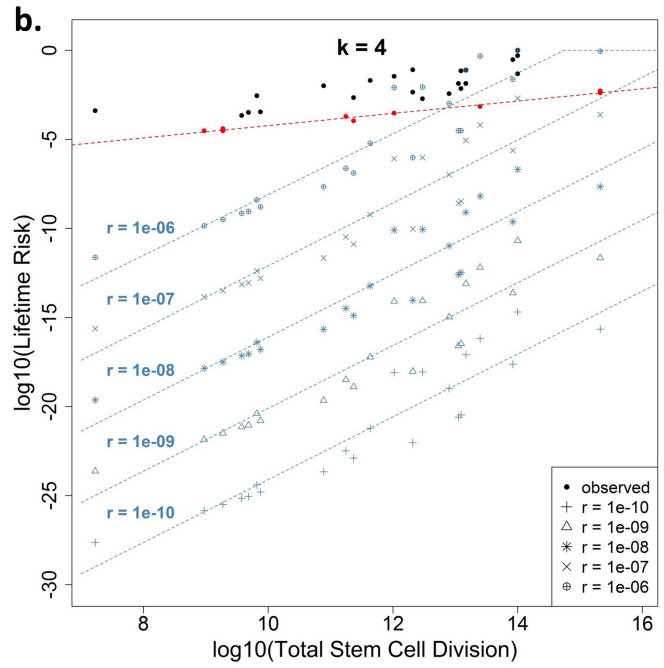 b.
k = 4
0
-5
-10
-15
-20
-25
-30
log10(Lifetime Risk)
r = 1e-06
r = 1e-07
r = 1e-08
r = 1e-09
r = 1e-10
observed
r = 1e-10
r = 1e-09
r = 1e-08
r = 1e-07
r = 1e-06
8 10 12 14 16
log10(Total Stem Cell Division)